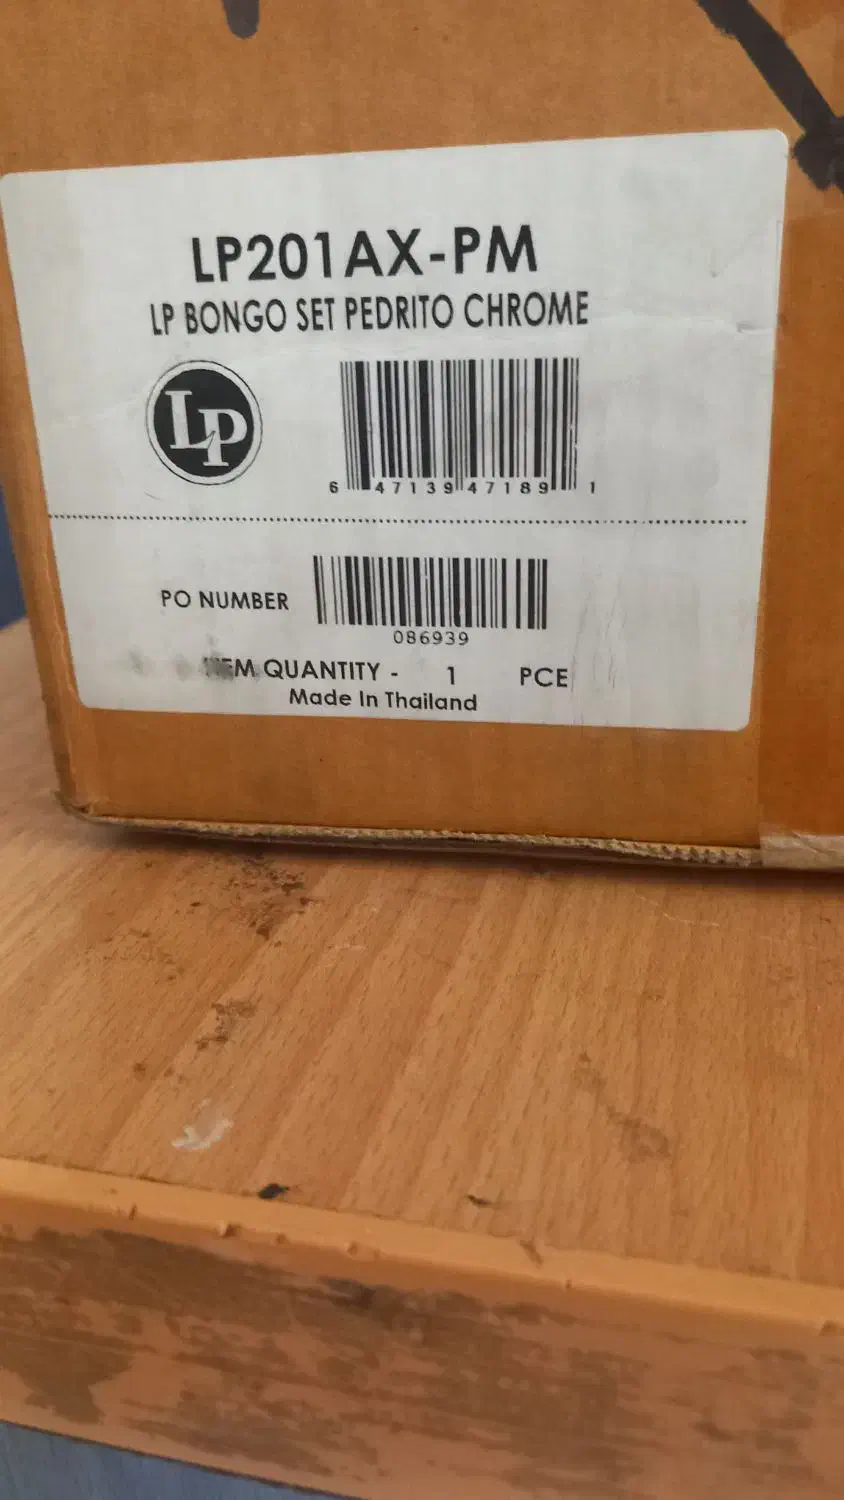 LP201AX-PM
LP BONGO SET PEDRITO CHROME
LP
6 47139 47189 1
PO NUMBER
086939
QUANTITY - 1 PCE
Made In Thailand